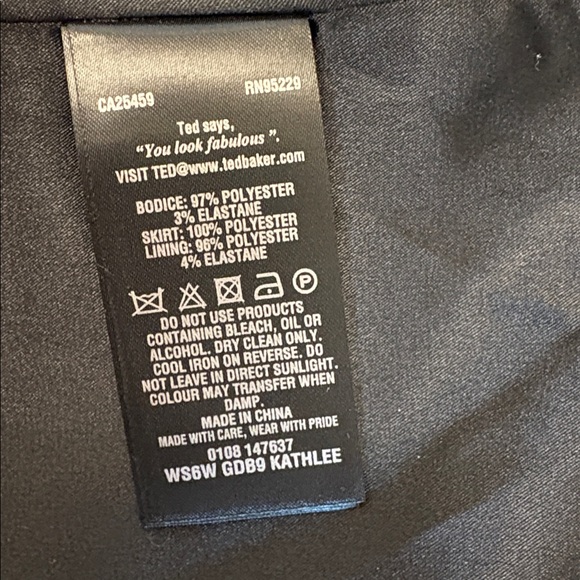 CA25459 RN95229
Ted says,
“You look fabulous ”.
VISIT TED@www.tedbaker.com
BODICE: 97% POLYESTER
3% ELASTANE
SKIRT: 100% POLYESTER
LINING: 96% POLYESTER
4% ELASTANE
P
DO NOT USE PRODUCTS
CONTAINING BLEACH, OIL OR
ALCOHOL. DRY CLEAN ONLY.
COOL IRON ON REVERSE. DO
NOT LEAVE IN DIRECT SUNLIGHT.
COLOUR MAY TRANSFER WHEN
DAMP.
MADE IN CHINA
MADE WITH CARE, WEAR WITH PRIDE
0108 147637
WS6W GDB9 KATHLEE